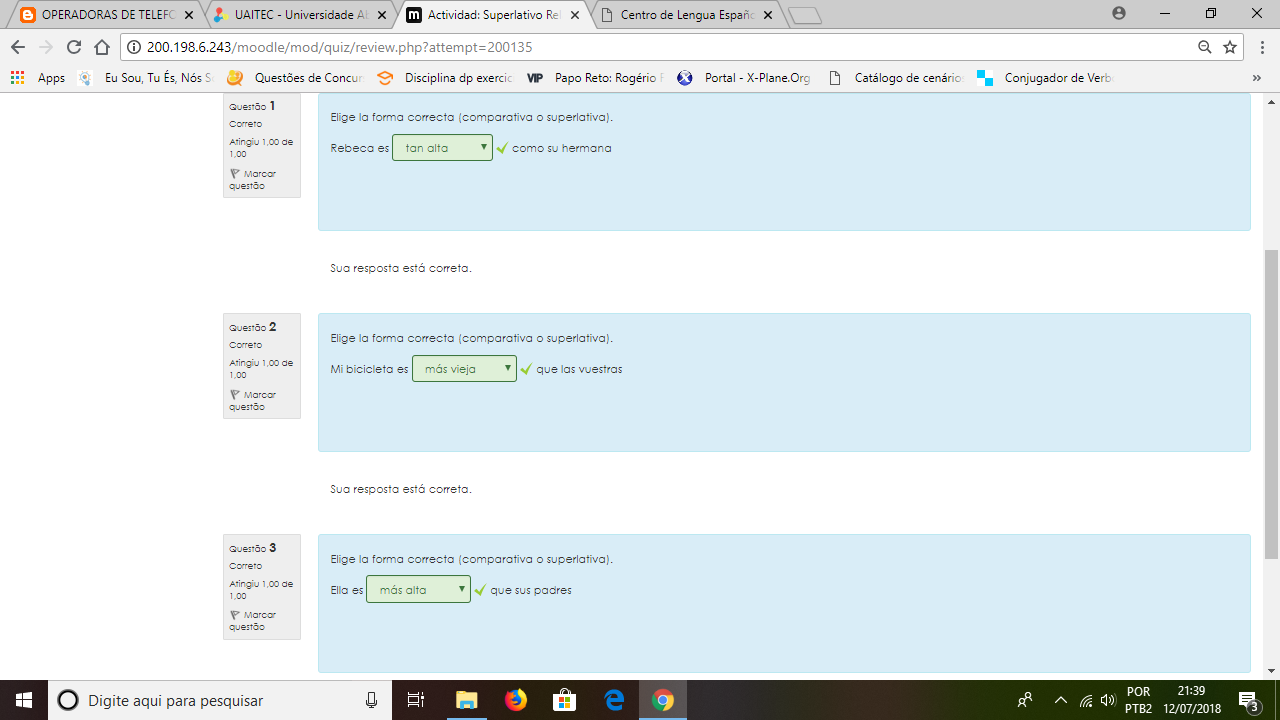 OPERADORAS DE TELEFO
UAITEC - Universidade Ab
Actividad: Superlativo Rel
Centro de Lengua Españo
200.198.6.243/moodle/mod/quiz/review.php?attempt=200135
Apps
Eu Sou, Tu És, Nós S
Questões de Concur
Disciplina dp exercic
VIP Papo Reto: Rogério F
Portal - X-Plane.Org
Catálogo de cenário
Conjugador de Verb
»
Questão 1
Correto
Atingiu 1,00 de
1,00
Marcar
questão
Elige la forma correcta (comparativa o superlativa).
Rebeca es tan alta como su hermana
Sua resposta está correta.
Questão 2
Correto
Atingiu 1,00 de
1,00
Marcar
questão
Elige la forma correcta (comparativa o superlativa).
Mi bicicleta es más vieja que las vuestras
Sua resposta está correta.
Questão 3
Correto
Atingiu 1,00 de
1,00
Marcar
questão
Elige la forma correcta (comparativa o superlativa).
Ella es más alta que sus padres
Digite aqui para pesquisar
POR
PTB2
21:39
12/07/2018
3